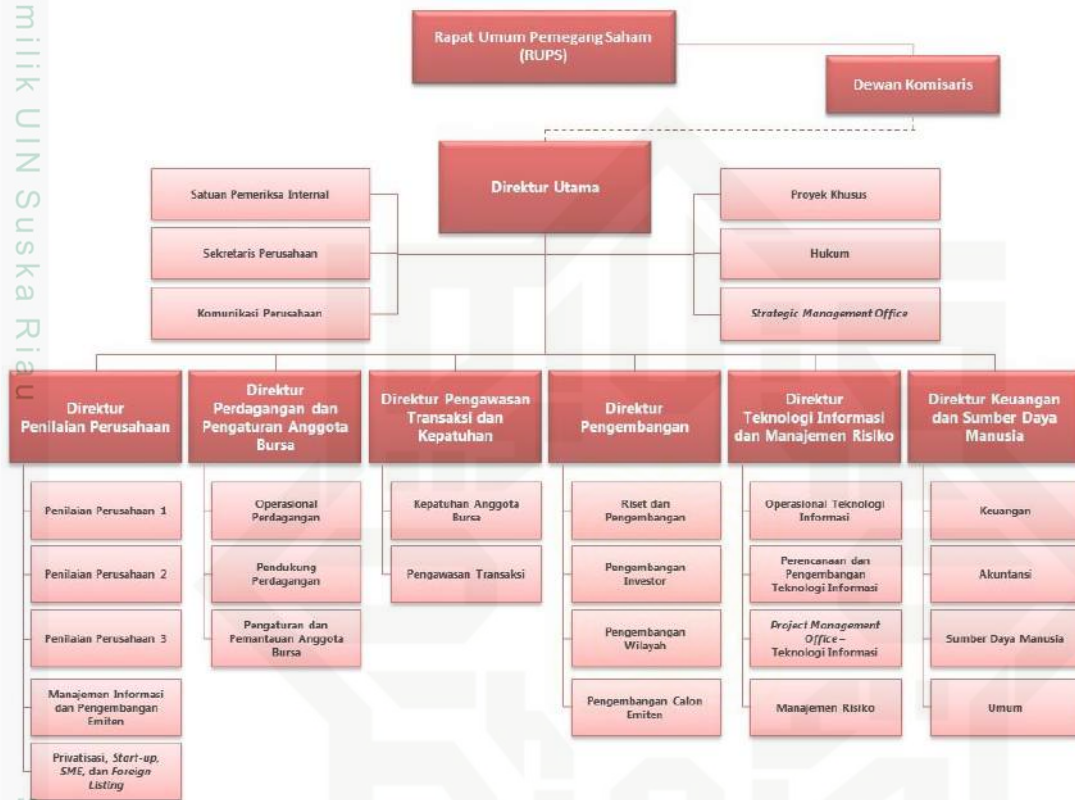 milik UIN Suska Riau
Rapat Umum Pemegang Saham
(RUPS)
Dewan Komisaris
Direktur Utama
Satuan Pemeriksa Internal
Sekretaris Perusahaan
Komunikasi Perusahaan
Proyek Khusus
Hukum
Strategic Management Office
Direktur
Penilaian Perusahaan
Direktur
Perdagangan dan
Pengaturan Anggota
Bursa
Direktur Pengawasan
Transaksi dan
Kepatuhan
Direktur
Pengembangan
Direktur
Teknologi Informasi
dan Manajemen Risiko
Direktur Keuangan
dan Sumber Daya
Manusia
Penilaian Perusahaan 1
Penilaian Perusahaan 2
Penilaian Perusahaan 3
Manajemen Informasi
dan Pengembangan
Emiten
Privatisasi, Start-up,
SME, dan Foreign
Listing
Operasional
Perdagangan
Pendukung
Perdagangan
Pengaturan dan
Pemantauan Anggota
Bursa
Kepatuhan Anggota
Bursa
Pengawasan Transaksi
Riset dan
Pengembangan
Pengembangan
Investor
Pengembangan
Wilayah
Pengembangan Calon
Emiten
Operasional Teknologi
Informasi
Perencanaan dan
Pengembangan
Teknologi Informasi
Project Management
Office –
Teknologi Informasi
Manajemen Risiko
Keuangan
Akuntansi
Sumber Daya Manusia
Umum